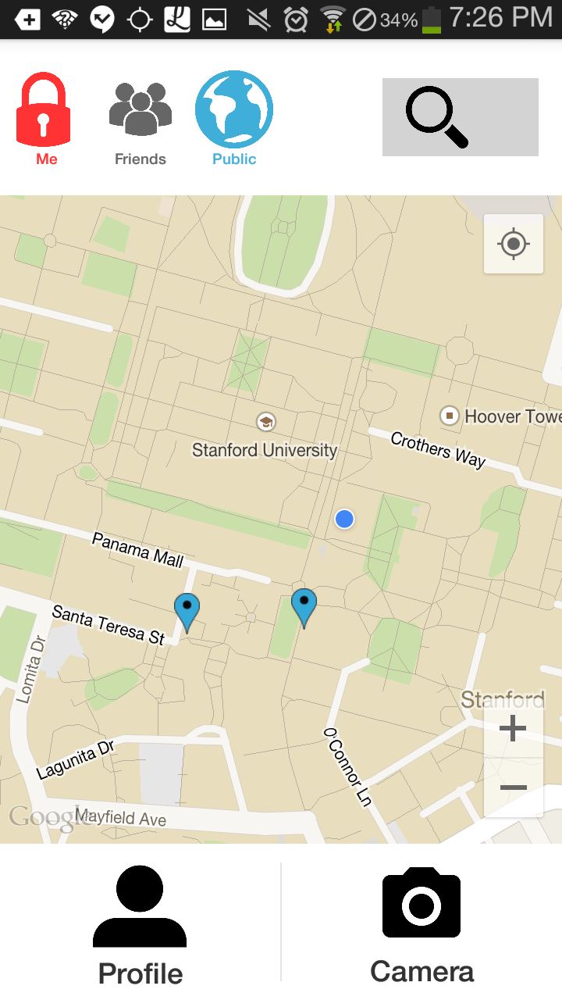 34% 7:26 PM
Me Friends Public
Hoover Towe
Crothers Way
Stanford University
Panama Mall
Santa Teresa St
Lomita Dr
Stanford
O'Connor Ln
Lagunita Dr
Google
Mayfield Ave
Profile Camera